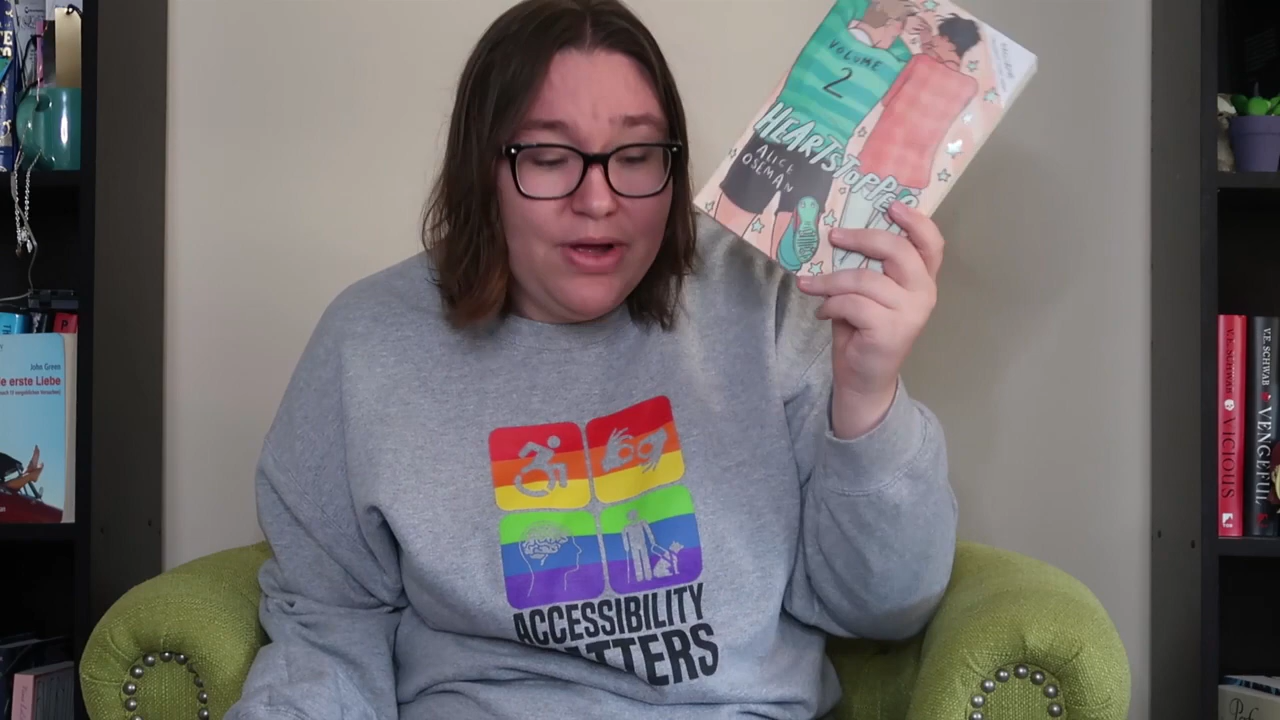 VOLUME
2
HEARTSTOPPER
ALICE
OSEMAN
ACCESSIBILITY
MATTERS
John Green
e erste Liebe
V.E. SCHWAB
VICIOUS
V.E. SCHWAB
VENGEFUL